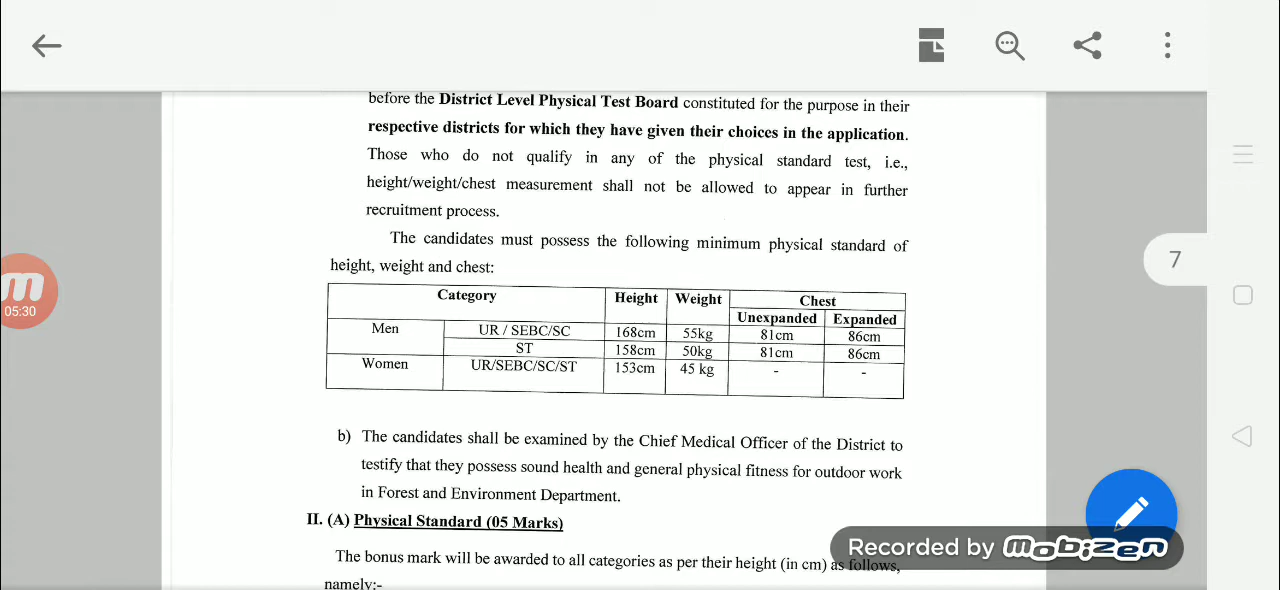 before the District Level Physical Test Board constituted for the purpose in their
respective districts for which they have given their choices in the application.
Those who do not qualify in any of the physical standard test, i.e.,
height/weight/chest measurement shall not be allowed to appear in further
recruitment process.
The candidates must possess the following minimum physical standard of
height, weight and chest:
7
Category Height Weight Chest
Unexpanded Expanded
Men UR / SEBC/SC 168cm 55kg 81cm 86cm
ST 158cm 50kg 81cm 86cm
Women UR/SEBC/SC/ST 153cm 45 kg - -
m
05:30
b) The candidates shall be examined by the Chief Medical Officer of the District to
testify that they possess sound health and general physical fitness for outdoor work
in Forest and Environment Department.
II. (A) Physical Standard (05 Marks)
The bonus mark will be awarded to all categories as per their height (in cm) as follows,
namely:-
Recorded by mobizen